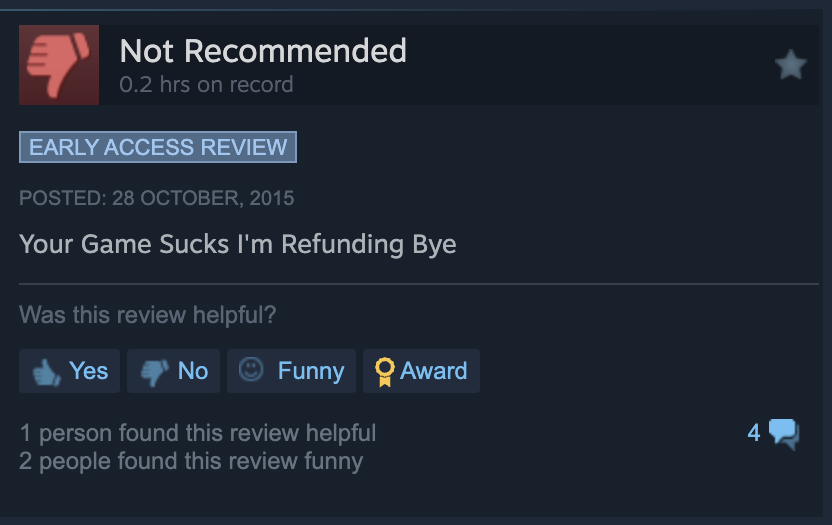 Not Recommended
0.2 hrs on record
EARLY ACCESS REVIEW
POSTED: 28 OCTOBER, 2015
Your Game Sucks I'm Refunding Bye
Was this review helpful?
Yes No Funny Award
1 person found this review helpful 4
2 people found this review funny